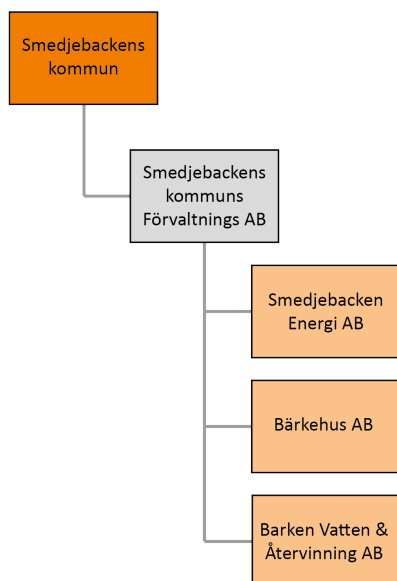 Smedjebackens
kommun
Smedjebackens
kommuns
Förvaltnings AB
Smedjebacken
Energi AB
Bärkehus AB
Barken Vatten &
Återvinning AB